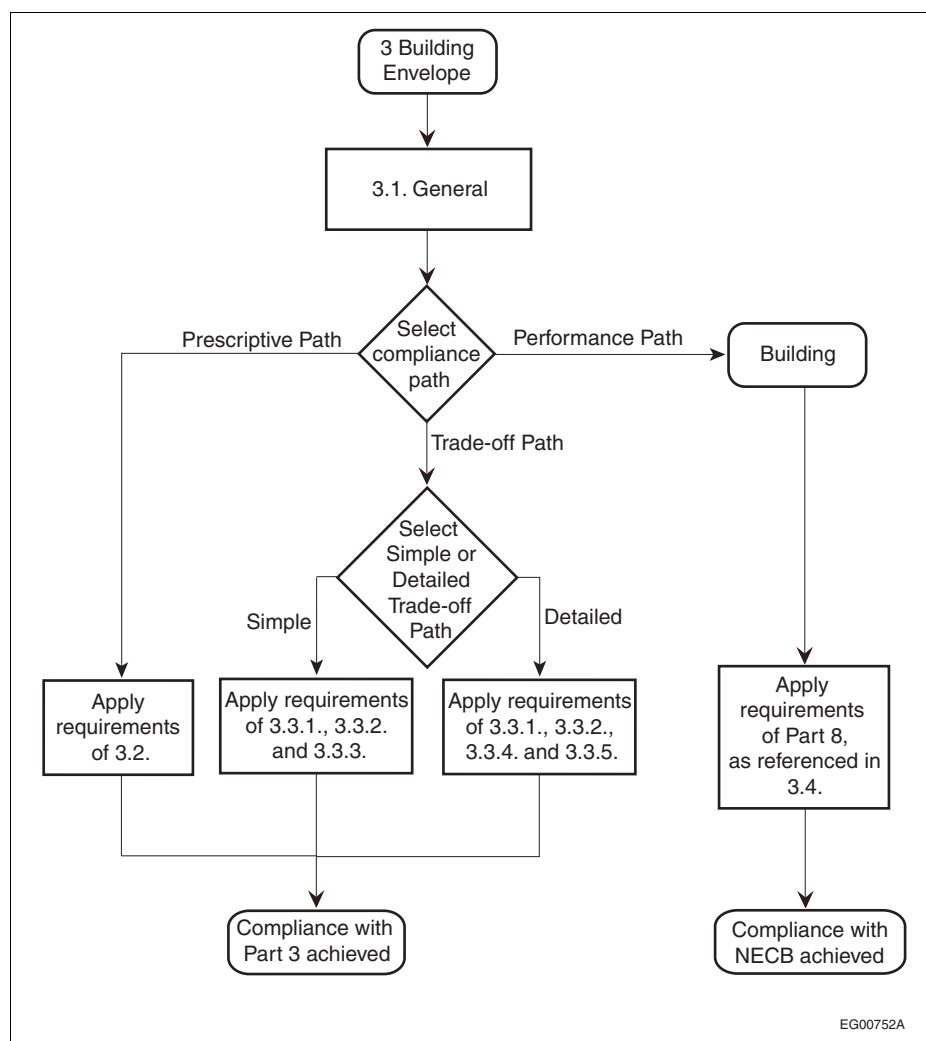 3 Building
Envelope
3.1. General
Select
compliance
path
Prescriptive Path
Performance Path
Building
Trade-off Path
Select
Simple or
Detailed
Trade-off
Path
Simple
Detailed
Apply
requirements
of 3.2.
Apply requirements
of 3.3.1., 3.3.2.
and 3.3.3.
Apply requirements
of 3.3.1., 3.3.2.,
3.3.4. and 3.3.5.
Apply
requirements
of Part 8,
as referenced in
3.4.
Compliance with
Part 3 achieved
Compliance with
NECB achieved
EG00752A